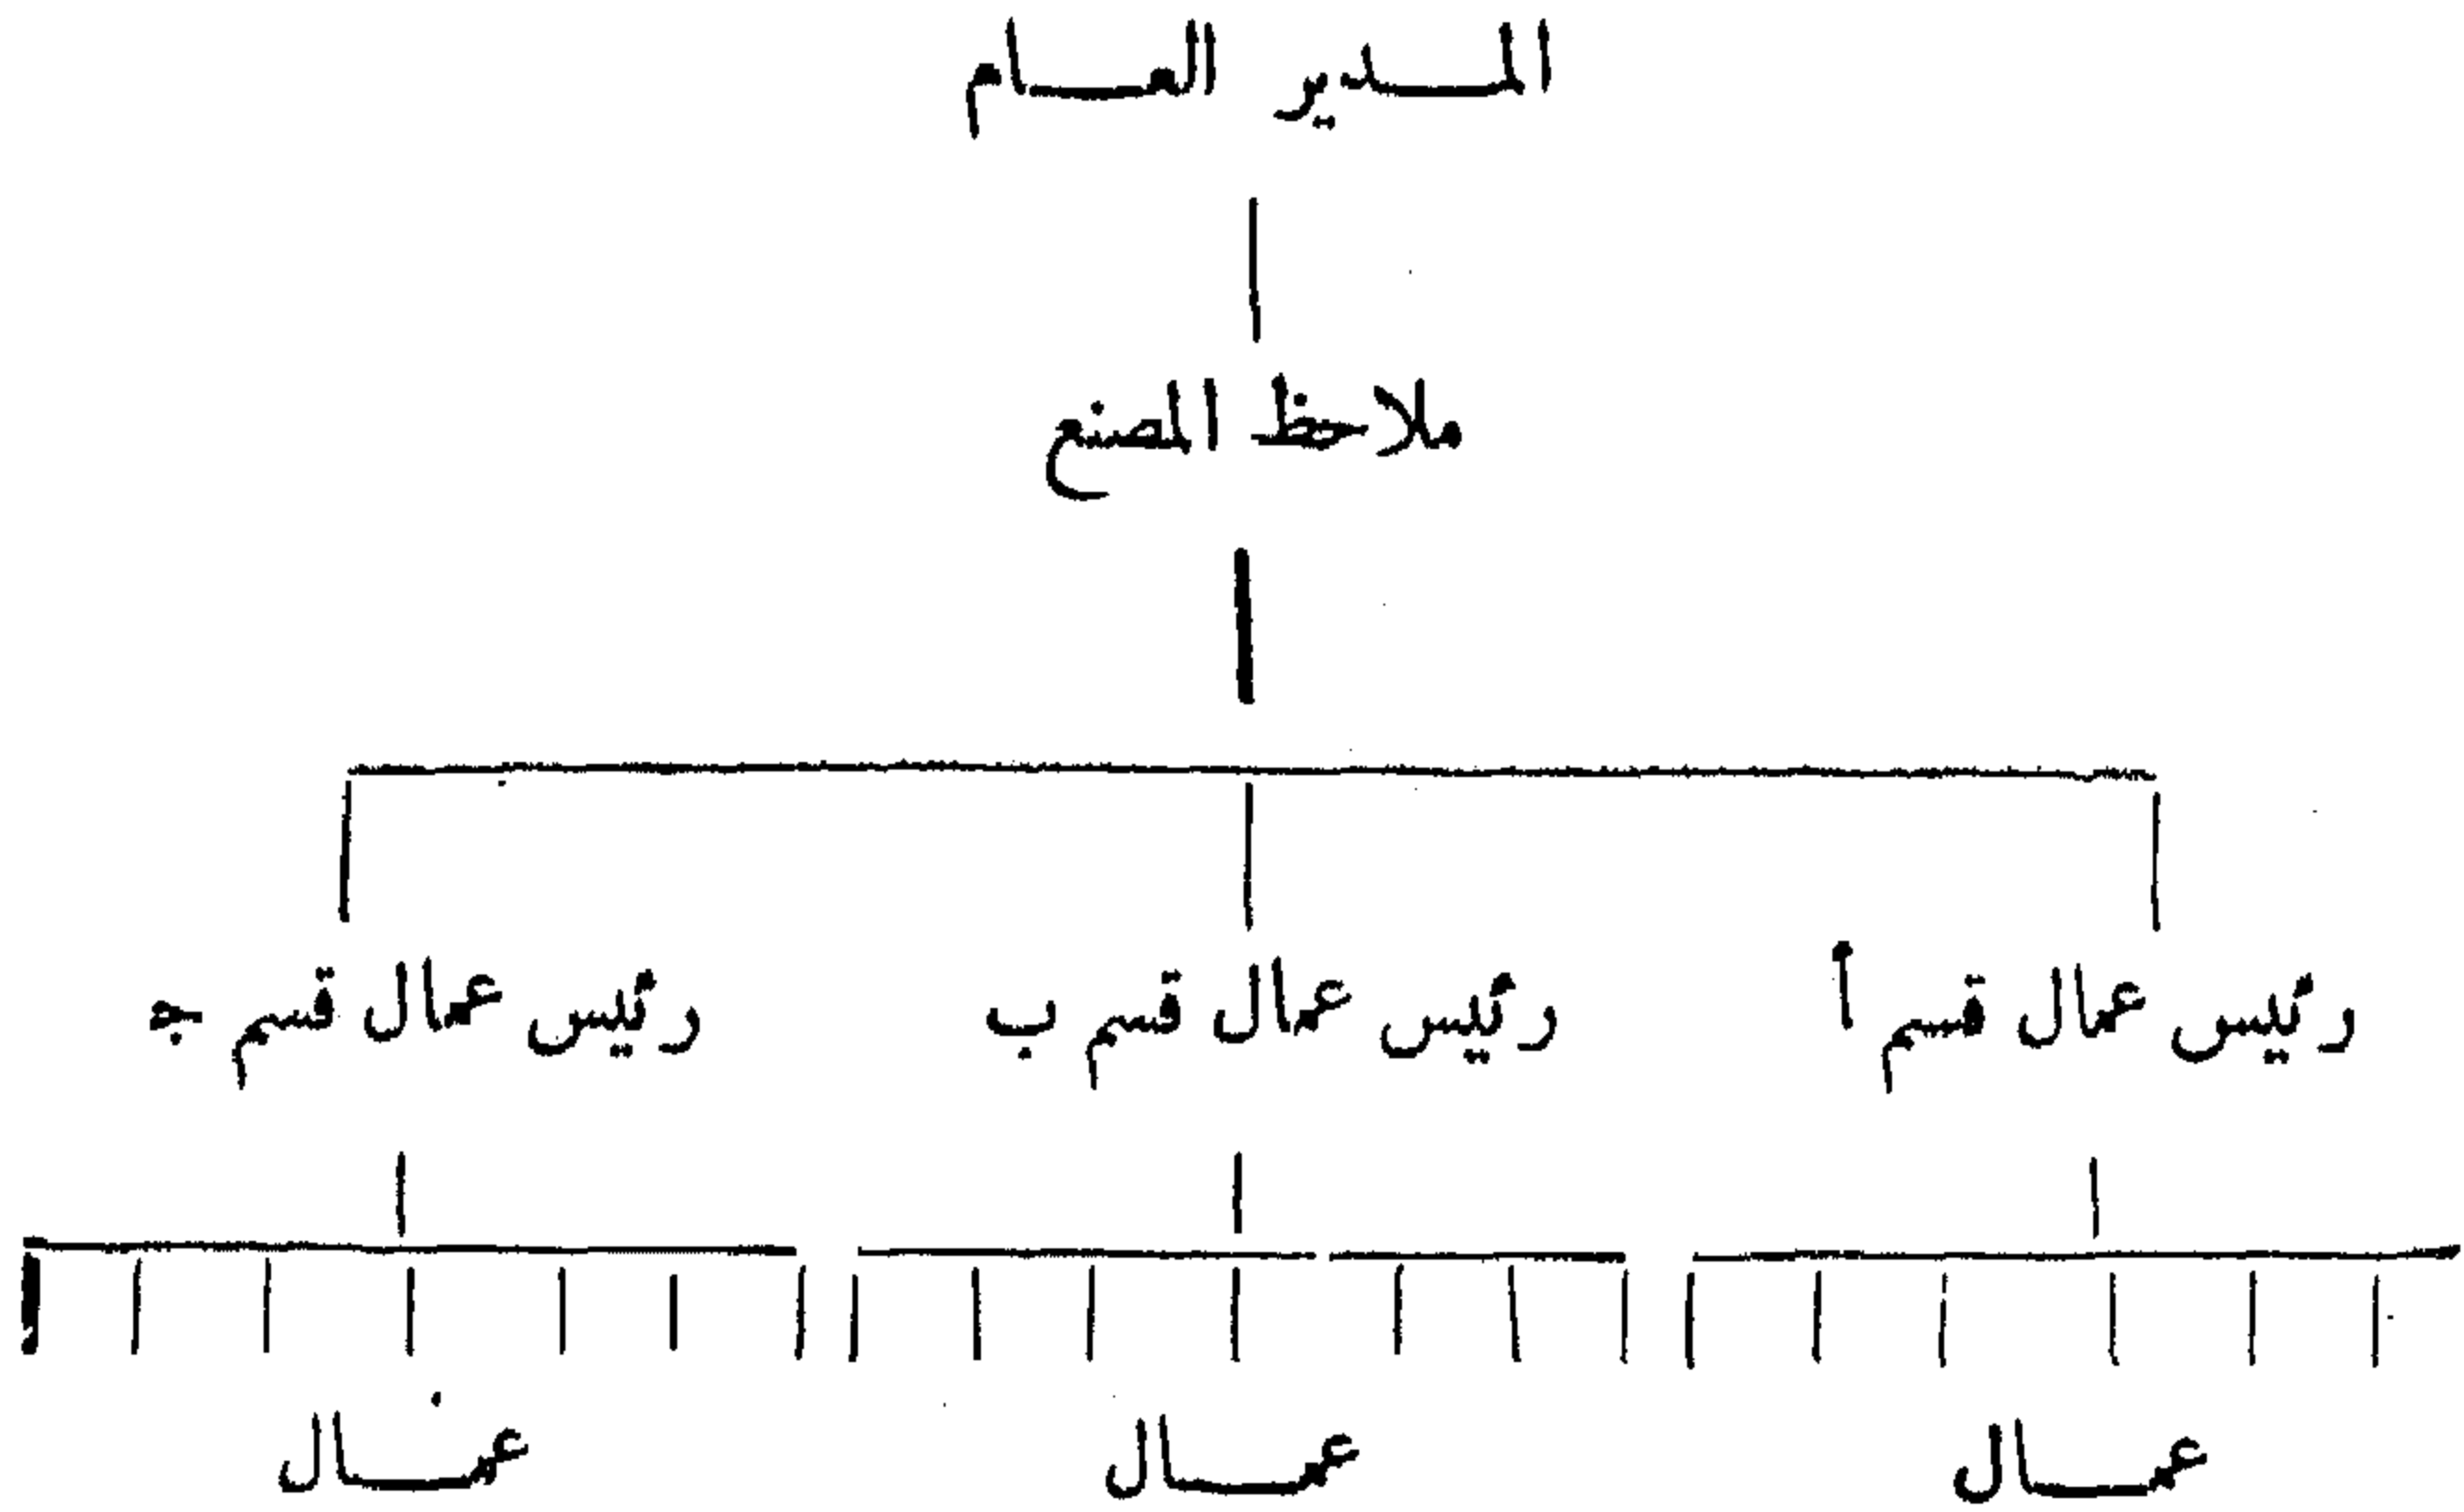 المدير العام
ملاحظ المصنع
رئيس عمال قسم أ
رئيس عمال قسم ب
رئيس عمال قسم جـ
عمال
عمال
عمال